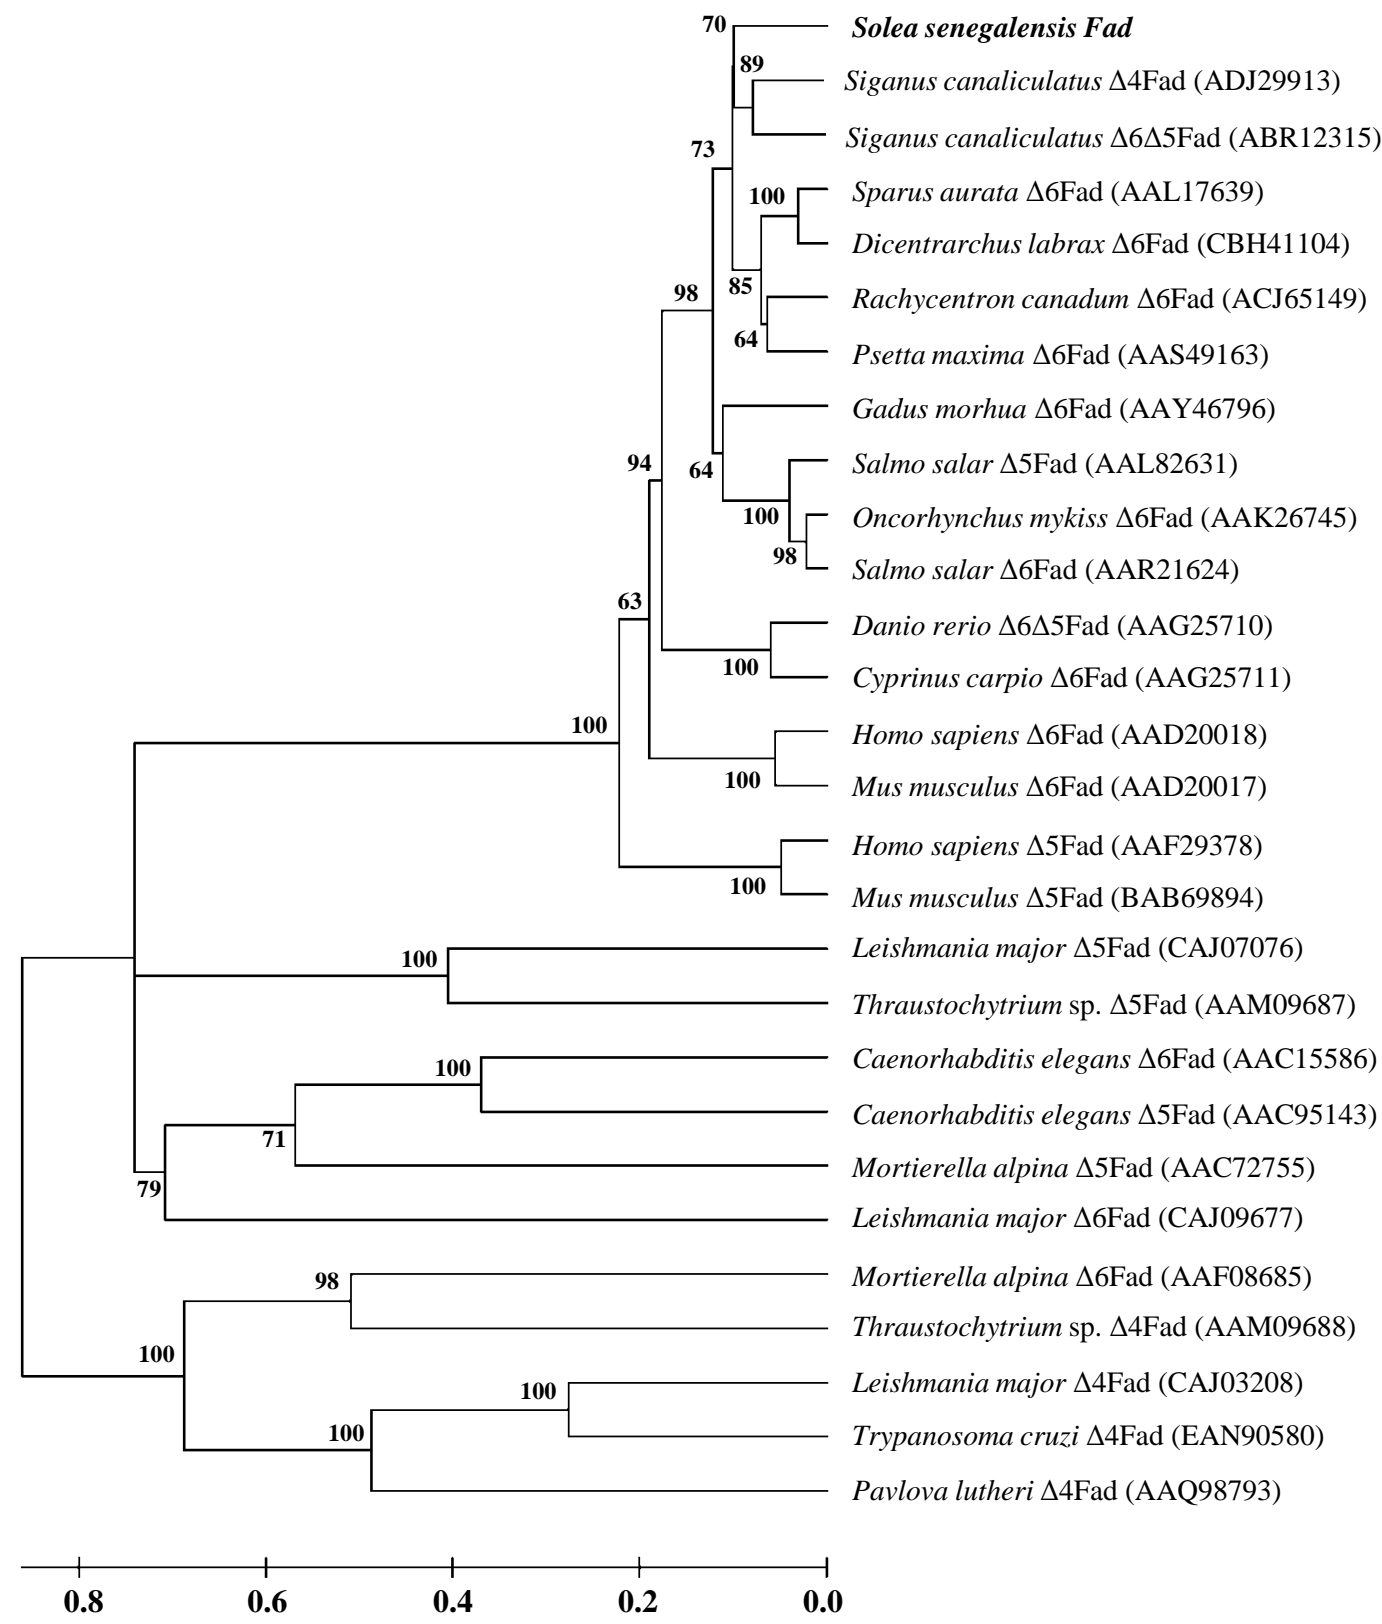 70 Solea senegalensis Fad
89
Siganus canaliculatus Δ4Fad (ADJ29913)
Siganus canaliculatus Δ6Δ5Fad (ABR12315)
73
100 Sparus aurata Δ6Fad (AAL17639)
Dicentrarchus labrax Δ6Fad (CBH41104)
85
98 Rachycentron canadum Δ6Fad (ACJ65149)
64
Psetta maxima Δ6Fad (AAS49163)
Gadus morhua Δ6Fad (AAY46796)
94 64 Salmo salar Δ5Fad (AAL82631)
100 Oncorhynchus mykiss Δ6Fad (AAK26745)
98
Salmo salar Δ6Fad (AAR21624)
63
Danio rerio Δ6Δ5Fad (AAG25710)
100 Cyprinus carpio Δ6Fad (AAG25711)
100 Homo sapiens Δ6Fad (AAD20018)
100 Mus musculus Δ6Fad (AAD20017)
Homo sapiens Δ5Fad (AAF29378)
100 Mus musculus Δ5Fad (BAB69894)
100 Leishmania major Δ5Fad (CAJ07076)
Thraustochytrium sp. Δ5Fad (AAM09687)
100 Caenorhabditis elegans Δ6Fad (AAC15586)
Caenorhabditis elegans Δ5Fad (AAC95143)
71
Mortierella alpina Δ5Fad (AAC72755)
79
Leishmania major Δ6Fad (CAJ09677)
98 Mortierella alpina Δ6Fad (AAF08685)
Thraustochytrium sp. Δ4Fad (AAM09688)
100
100 Leishmania major Δ4Fad (CAJ03208)
100 Trypanosoma cruzi Δ4Fad (EAN90580)
Pavlova lutheri Δ4Fad (AAQ98793)
0.8 0.6 0.4 0.2 0.0